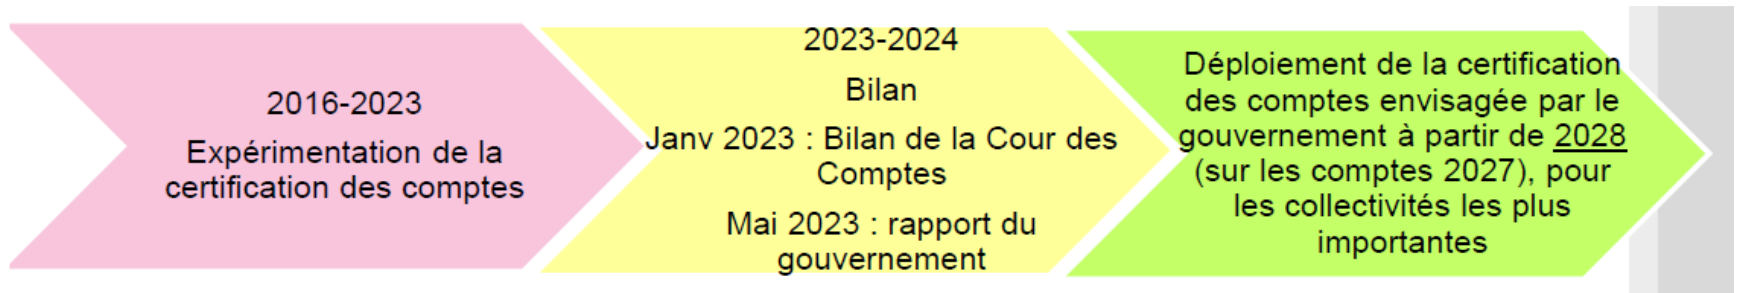 2016-2023
Expérimentation de la
certification des comptes
2023-2024
Bilan
Janv 2023 : Bilan de la Cour des
Comptes
Mai 2023 : rapport du
gouvernement
Déploiement de la certification
des comptes envisagée par le
gouvernement à partir de 2028
(sur les comptes 2027), pour
les collectivités les plus
importantes